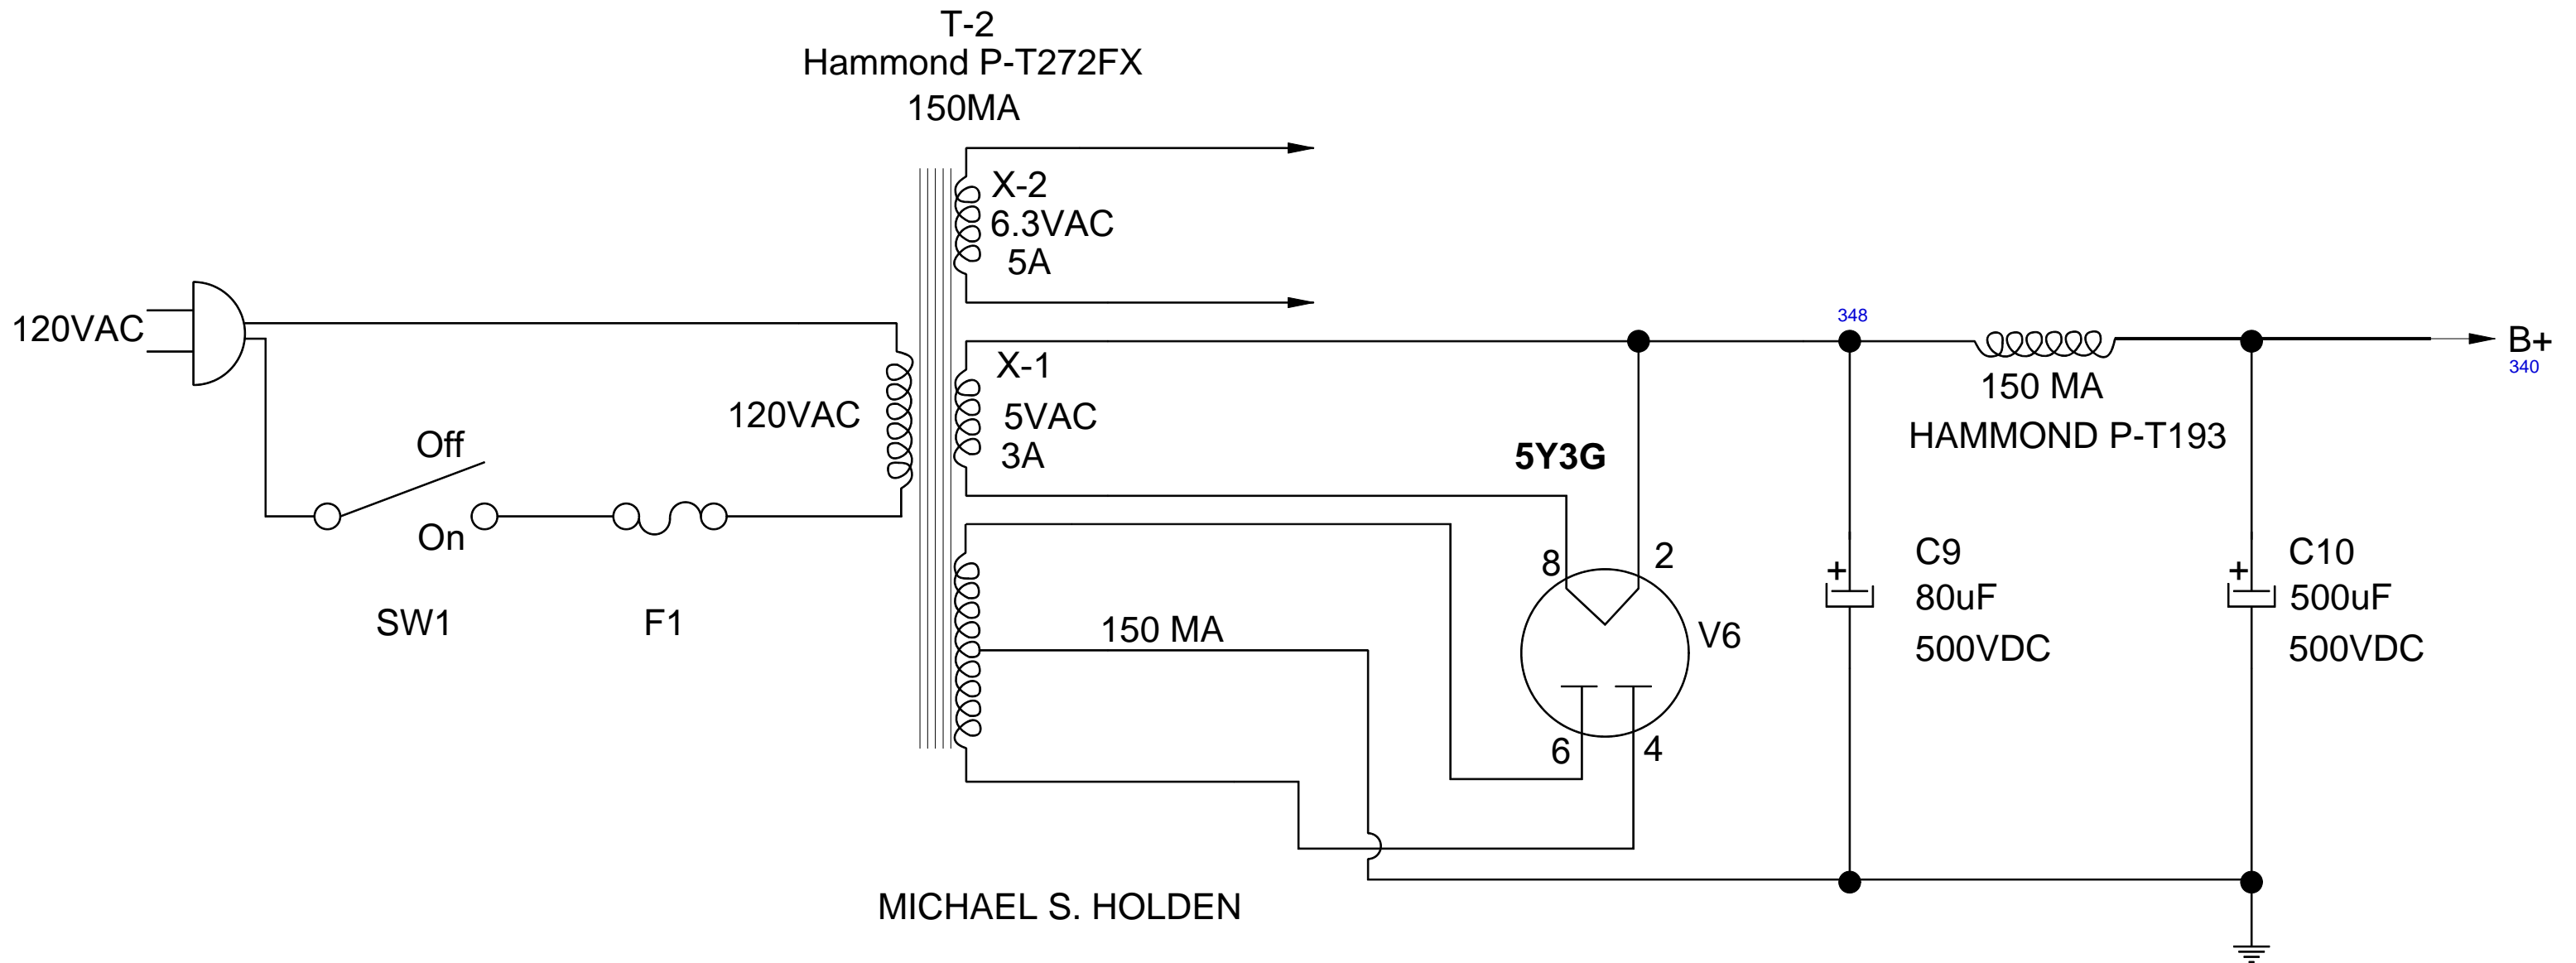 T-2
Hammond P-T272FX
150MA
X-2
6.3VAC
5A
120VAC
348
B+
340
X-1
5VAC
3A
120VAC
150 MA
HAMMOND P-T193
Off
On
5Y3G
8
2
C9
80uF
500VDC
C10
500uF
500VDC
+
+
SW1
F1
150 MA
V6
6
4
MICHAEL S. HOLDEN